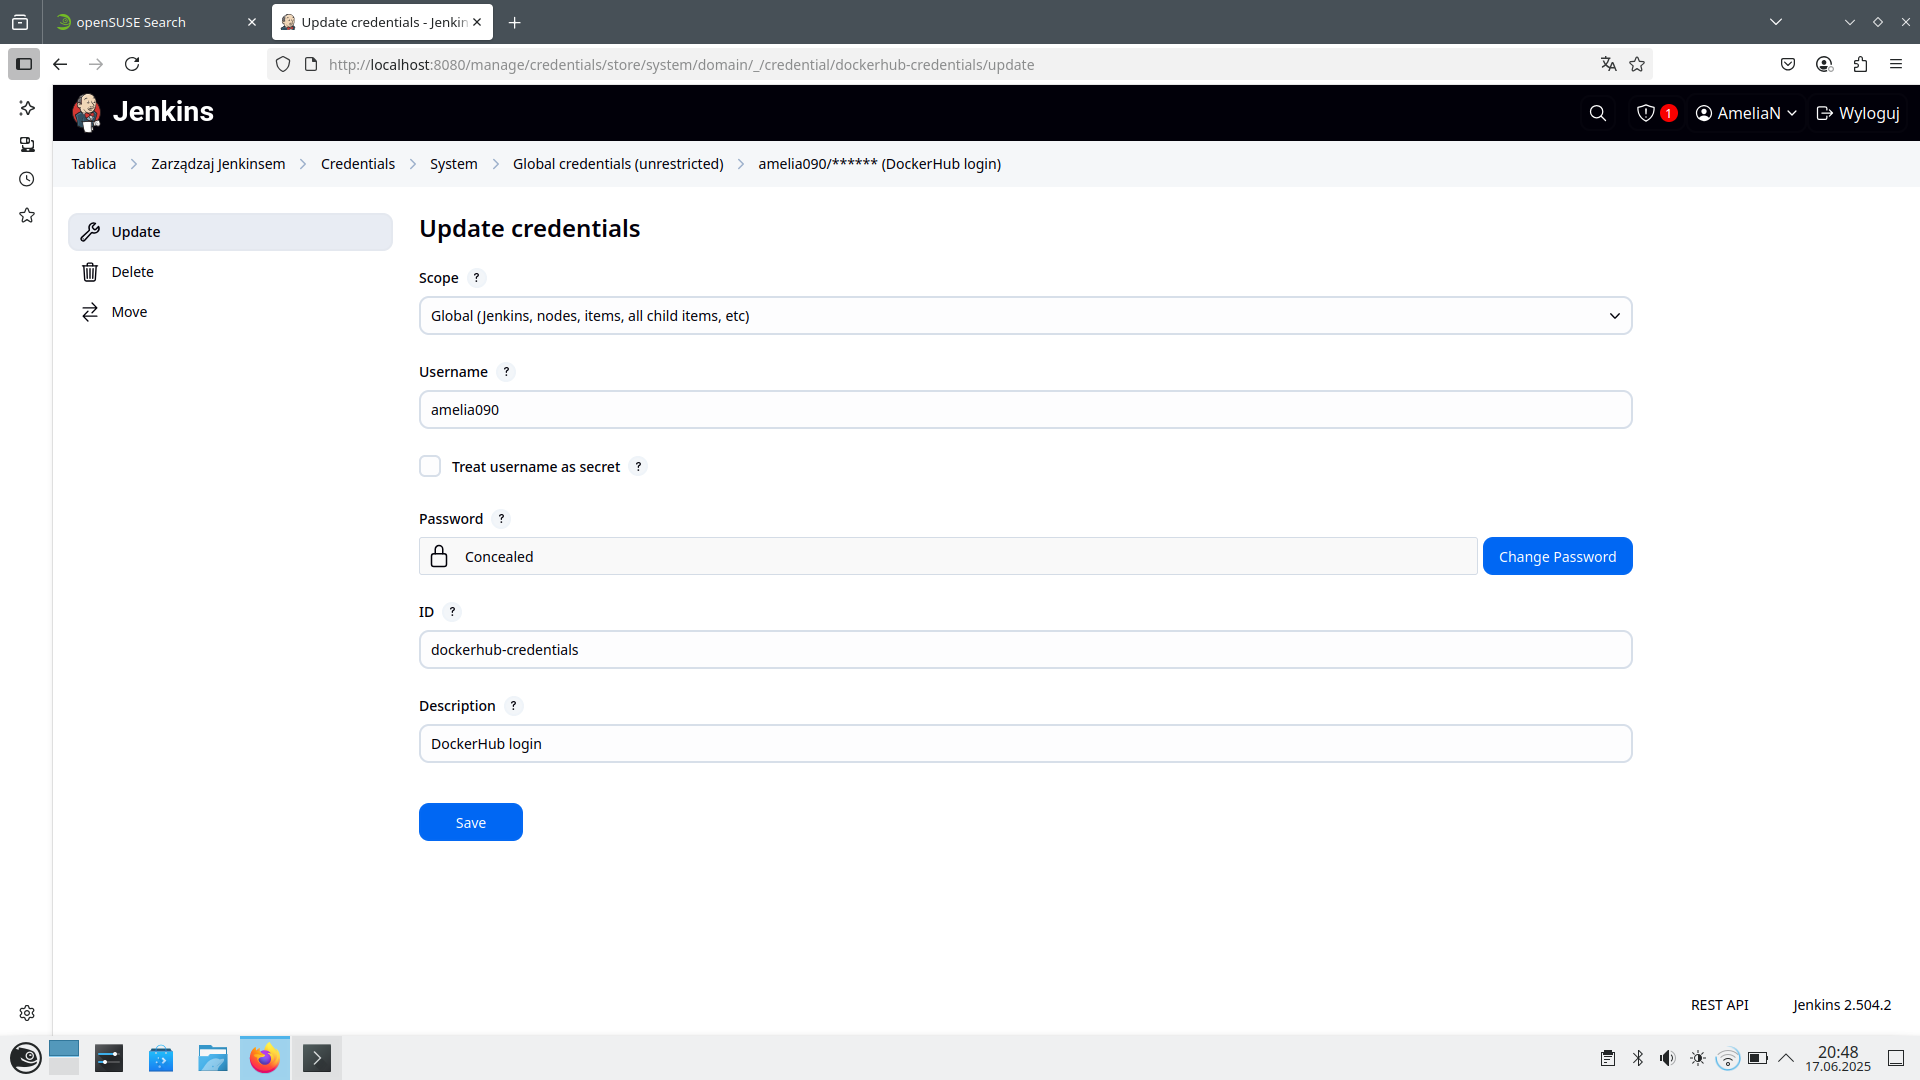 openSUSE Search
Update credentials - Jenkin
http://localhost:8080/manage/credentials/store/system/domain/_/credential/dockerhub-credentials/update
Jenkins
1
AmeliaN
Wyloguj
Tablica > Zarządzaj Jenkinsem > Credentials > System > Global credentials (unrestricted) > amelia090/****** (DockerHub login)
Update
Delete
Move
Update credentials
Scope ?
Global (Jenkins, nodes, items, all child items, etc)
Username ?
amelia090
Treat username as secret ?
Password ?
Concealed
Change Password
ID ?
dockerhub-credentials
Description ?
DockerHub login
Save
REST API
Jenkins 2.504.2
20:48
17.06.2025